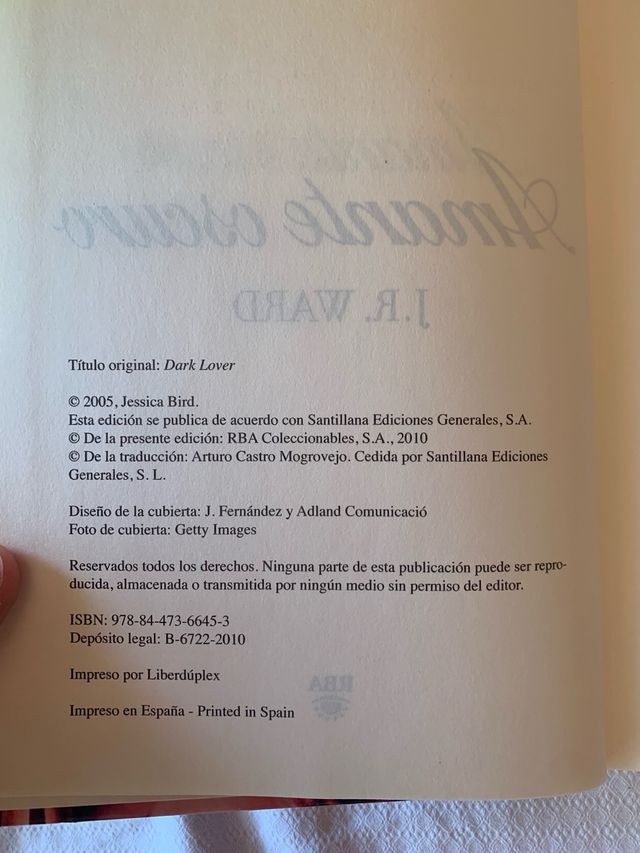 Amante oscuro
J.R. WARD
Título original: Dark Lover
© 2005, Jessica Bird.
Esta edición se publica de acuerdo con Santillana Ediciones Generales, S.A.
© De la presente edición: RBA Coleccionables, S.A., 2010
© De la traducción: Arturo Castro Mogrovejo. Cedida por Santillana Ediciones
Generales, S. L.
Diseño de la cubierta: J. Fernández y Adland Comunicació
Foto de cubierta: Getty Images
Reservados todos los derechos. Ninguna parte de esta publicación puede ser repro-
ducida, almacenada o transmitida por ningún medio sin permiso del editor.
ISBN: 978-84-473-6645-3
Depósito legal: B-6722-2010
Impreso por Liberdúplex
RBA
Impreso en España - Printed in Spain